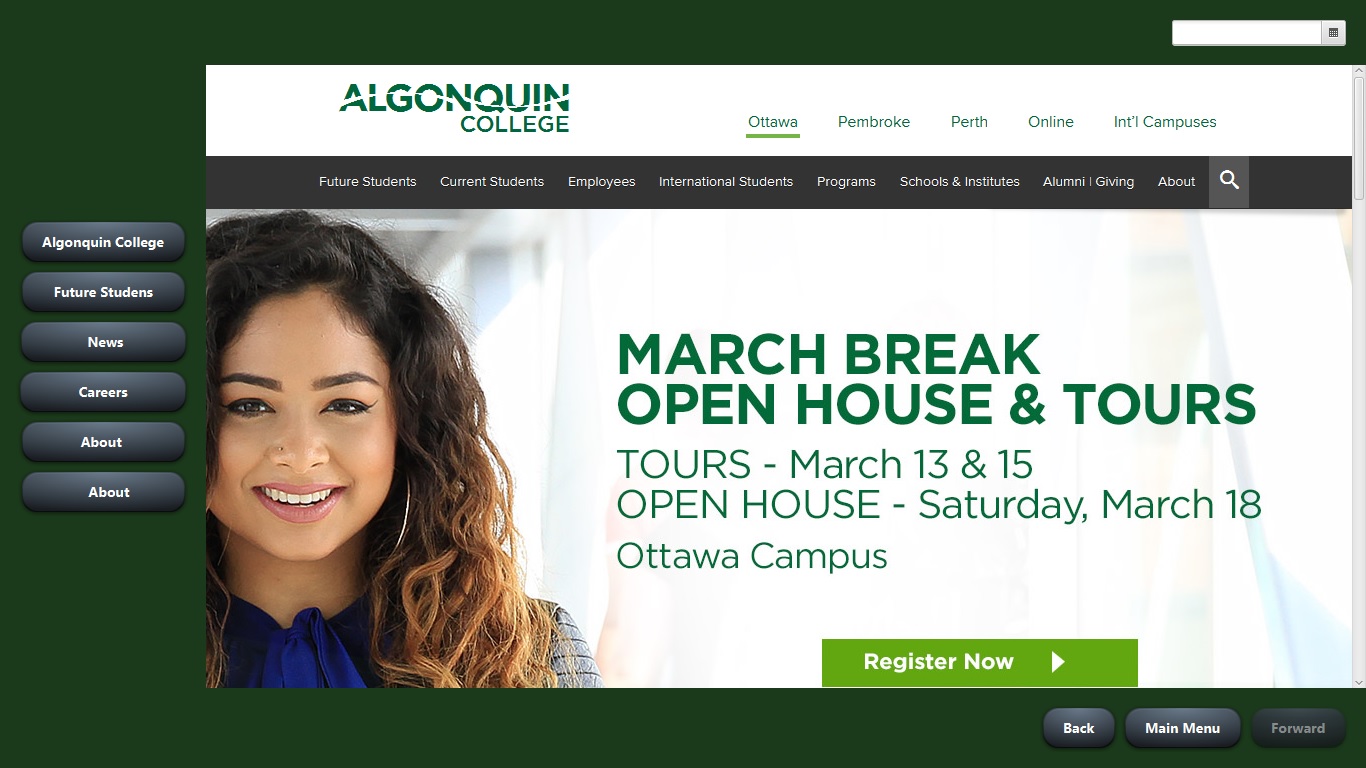 ALGONQUIN
COLLEGE
Ottawa Pembroke Perth Online Int'l Campuses
Future Students Current Students Employees International Students Programs Schools & Institutes Alumni | Giving About
Algonquin College
Future Studens
News
Careers
About
About
MARCH BREAK
OPEN HOUSE & TOURS
TOURS - March 13 & 15
OPEN HOUSE - Saturday, March 18
Ottawa Campus
Register Now
Back Main Menu Forward